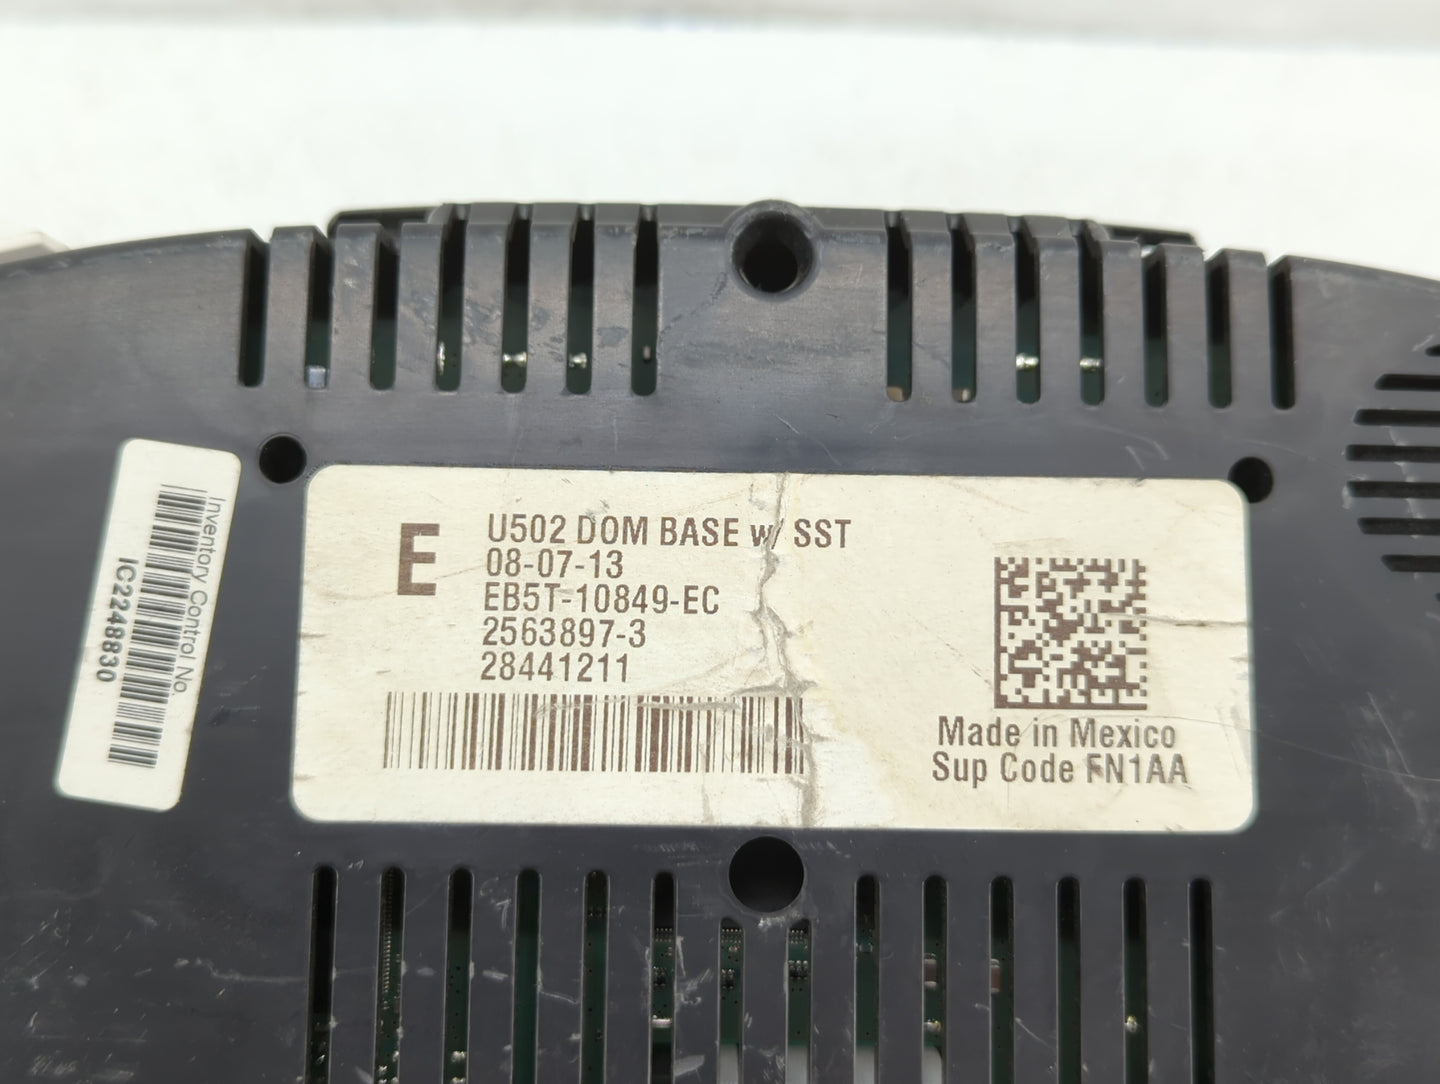 Inventory Control No.
IC2248830
E
U502 DOM BASE w/ SST
08-07-13
EB5T-10849-EC
2563897-3
28441211
Made in Mexico
Sup Code FN1AA